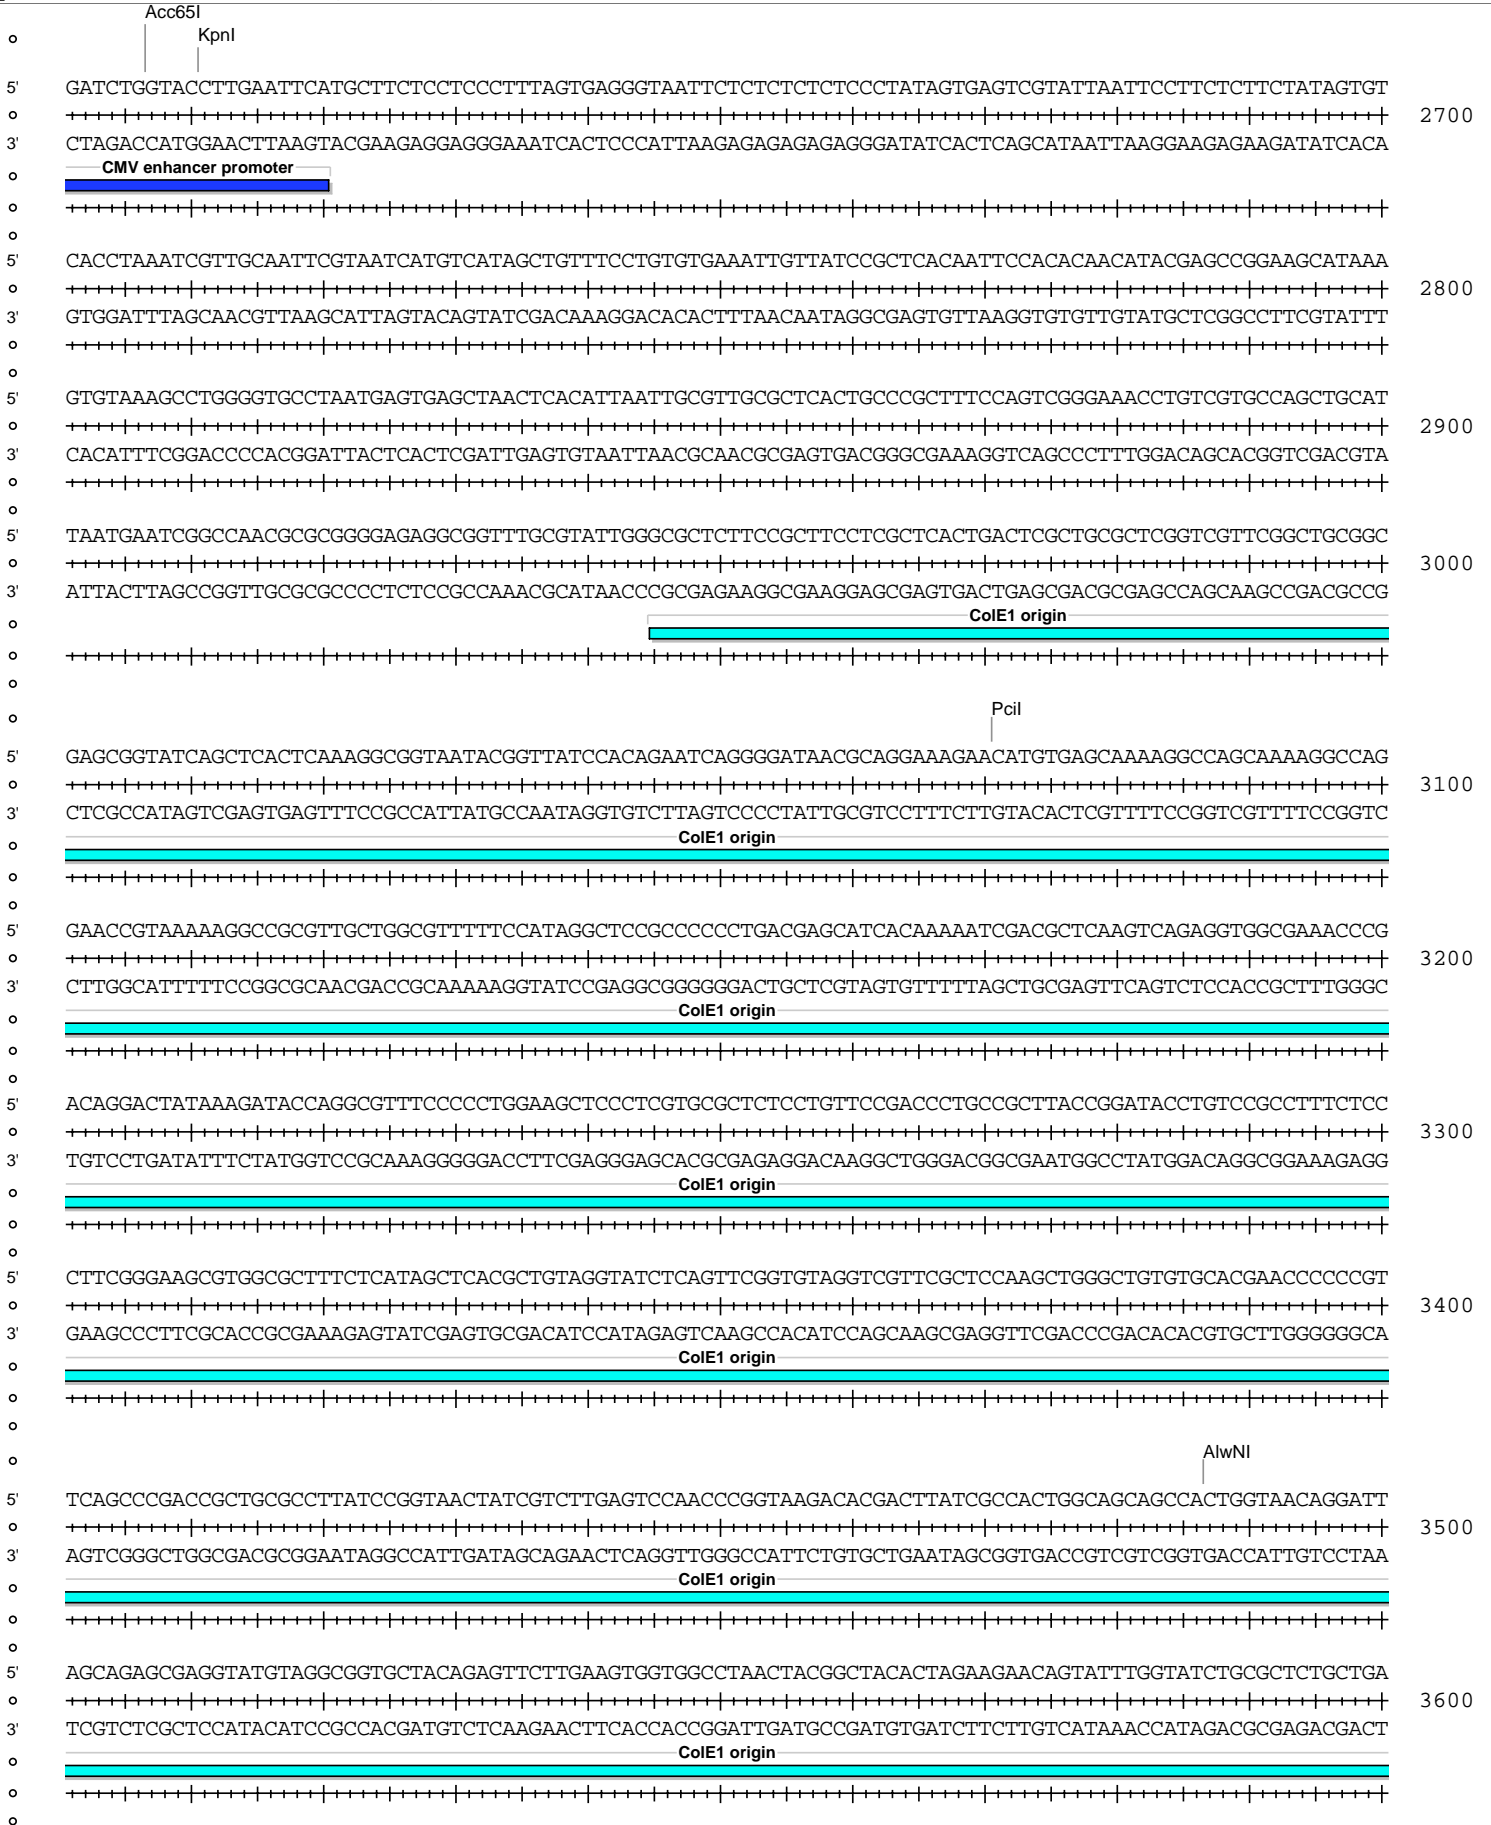 Acc65I
KpnI
5' GATCTGGTACCTTGAATTCATGCTTCTCCTCCCTTTAGTGAGGGTAATTCTCTCTCTCTCCCTATAGTGAGTCGTATTAATTCCTTCTCTTCTATAGTGT
2700
3' CTAGACCATGGAACTTAAGTACGAAGAGGAGGGAAATCACTCCCATTAAGAGAGAGAGAGGGATATCACTCAGCATAATTAAGGAAGAGAAGATATCACA
CMV enhancer promoter
5' CACCTAAATCGTTGCAATTCGTAATCATGTCATAGCTGTTTCCTGTGTGAAATTGTTATCCGCTCACAATTCCACACAACATACGAGCCGGAAGCATAAA
2800
3' GTGGATTTAGCAACGTTAAGCATTAGTACAGTATCGACAAAGGACACACTTTAACAATAGGCGAGTGTTAAGGTGTGTTGTATGCTCGGCCTTCGTATTT
5' GTGTAAAGCCTGGGGTGCCTAATGAGTGAGCTAACTCACATTAATTGCGTTGCGCTCACTGCCCGCTTTCCAGTCGGGAAACCTGTCGTGCCAGCTGCAT
2900
3' CACATTTCGGACCCCACGGATTACTCACTCGATTGAGTGTAATTAACGCAACGCGAGTGACGGGCGAAAGGTCAGCCCTTTGGACAGCACGGTCGACGTA
5' TAATGAATCGGCCAACGCGCGGGGAGAGGCGGTTTGCGTATTGGGCGCTCTTCCGCTTCCTCGCTCACTGACTCGCTGCGCTCGGTCGTTCGGCTGCGGC
3000
3' ATTACTTAGCCGGTTGCGCGCCCCTCTCCGCCAAACGCATAACCCGCGAGAAGGCGAAGGAGCGAGTGACTGAGCGACGCGAGCCAGCAAGCCGACGCCG
ColE1 origin
PciI
5' GAGCGGTATCAGCTCACTCAAAGGCGGTAATACGGTTATCCACAGAATCAGGGGATAACGCAGGAAAGAACATGTGAGCAAAAGGCCAGCAAAAGGCCAG
3100
3' CTCGCCATAGTCGAGTGAGTTTCCGCCATTATGCCAATAGGTGTCTTAGTCCCCTATTGCGTCCTTTCTTGTACACTCGTTTTCCGGTCGTTTTCCGGTC
ColE1 origin
5' GAACCGTAAAAAGGCCGCGTTGCTGGCGTTTTTCCATAGGCTCCGCCCCCCTGACGAGCATCACAAAAATCGACGCTCAAGTCAGAGGTGGCGAAACCCG
3200
3' CTTGGCATTTTTCCGGCGCAACGACCGCAAAAAGGTATCCGAGGCGGGGGGACTGCTCGTAGTGTTTTTAGCTGCGAGTTCAGTCTCCACCGCTTTGGGC
ColE1 origin
5' ACAGGACTATAAAGATACCAGGCGTTTCCCCCTGGAAGCTCCCTCGTGCGCTCTCCTGTTCCGACCCTGCCGCTTACCGGATACCTGTCCGCCTTTCTCC
3300
3' TGTCCTGATATTTCTATGGTCCGCAAAGGGGGACCTTCGAGGGAGCACGCGAGAGGACAAGGCTGGGACGGCGAATGGCCTATGGACAGGCGGAAAGAGG
ColE1 origin
5' CTTCGGGAAGCGTGGCGCTTTCTCATAGCTCACGCTGTAGGTATCTCAGTTCGGTGTAGGTCGTTCGCTCCAAGCTGGGCTGTGTGCACGAACCCCCCGT
3400
3' GAAGCCCTTCGCACCGCGAAAGAGTATCGAGTGCGACATCCATAGAGTCAAGCCACATCCAGCAAGCGAGGTTCGACCCGACACACGTGCTTGGGGGGCA
ColE1 origin
AlwNI
5' TCAGCCCGACCGCTGCGCCTTATCCGGTAACTATCGTCTTGAGTCCAACCCGGTAAGACACGACTTATCGCCACTGGCAGCAGCCACTGGTAACAGGATT
3500
3' AGTCGGGCTGGCGACGCGGAATAGGCCATTGATAGCAGAACTCAGGTTGGGCCATTCTGTGCTGAATAGCGGTGACCGTCGTCGGTGACCATTGTCCTAA
ColE1 origin
5' AGCAGAGCGAGGTATGTAGGCGGTGCTACAGAGTTCTTGAAGTGGTGGCCTAACTACGGCTACACTAGAAGAACAGTATTTGGTATCTGCGCTCTGCTGA
3600
3' TCGTCTCGCTCCATACATCCGCCACGATGTCTCAAGAACTTCACCACCGGATTGATGCCGATGTGATCTTCTTGTCATAAACCATAGACGCGAGACGACT
ColE1 origin